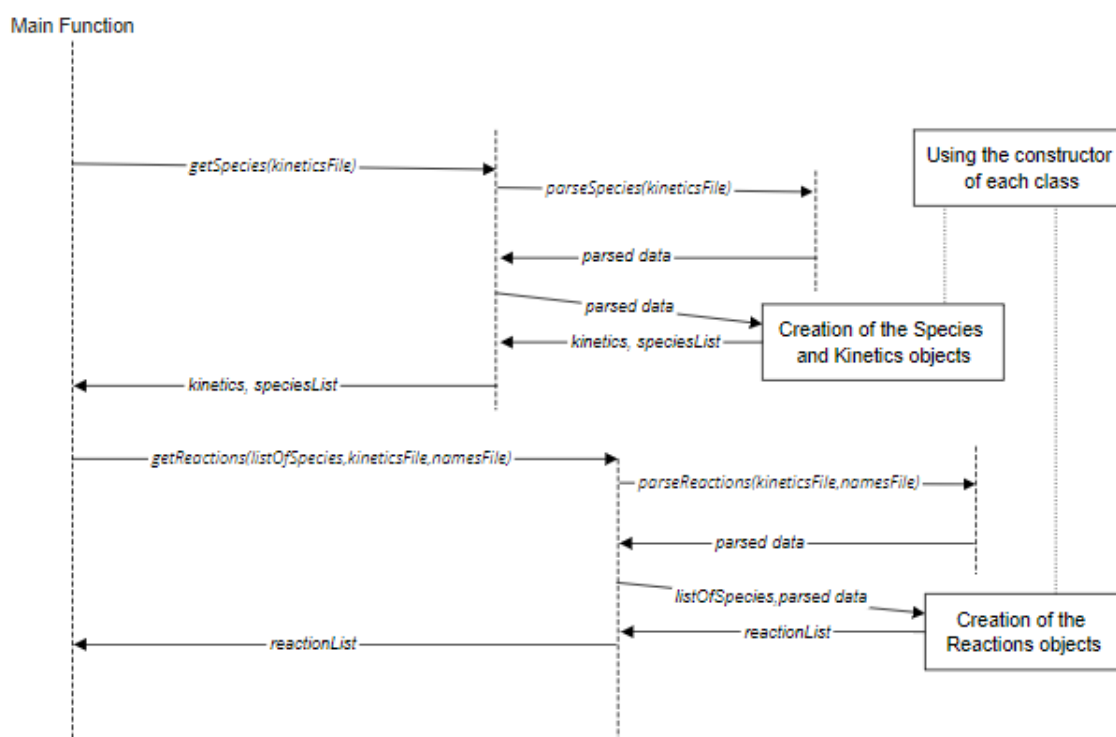 Main Function
getSpecies(kineticsFile)
Using the constructor
of each class
parseSpecies(kineticsFile)
parsed data
parsed data
Creation of the Species
and Kinetics objects
kinetics, speciesList
kinetics, speciesList
getReactions(listOfSpecies,kineticsFile,namesFile)
parseReactions(kineticsFile,namesFile)
parsed data
listOfSpecies,parsed data
Creation of the
Reactions objects
reactionList
reactionList